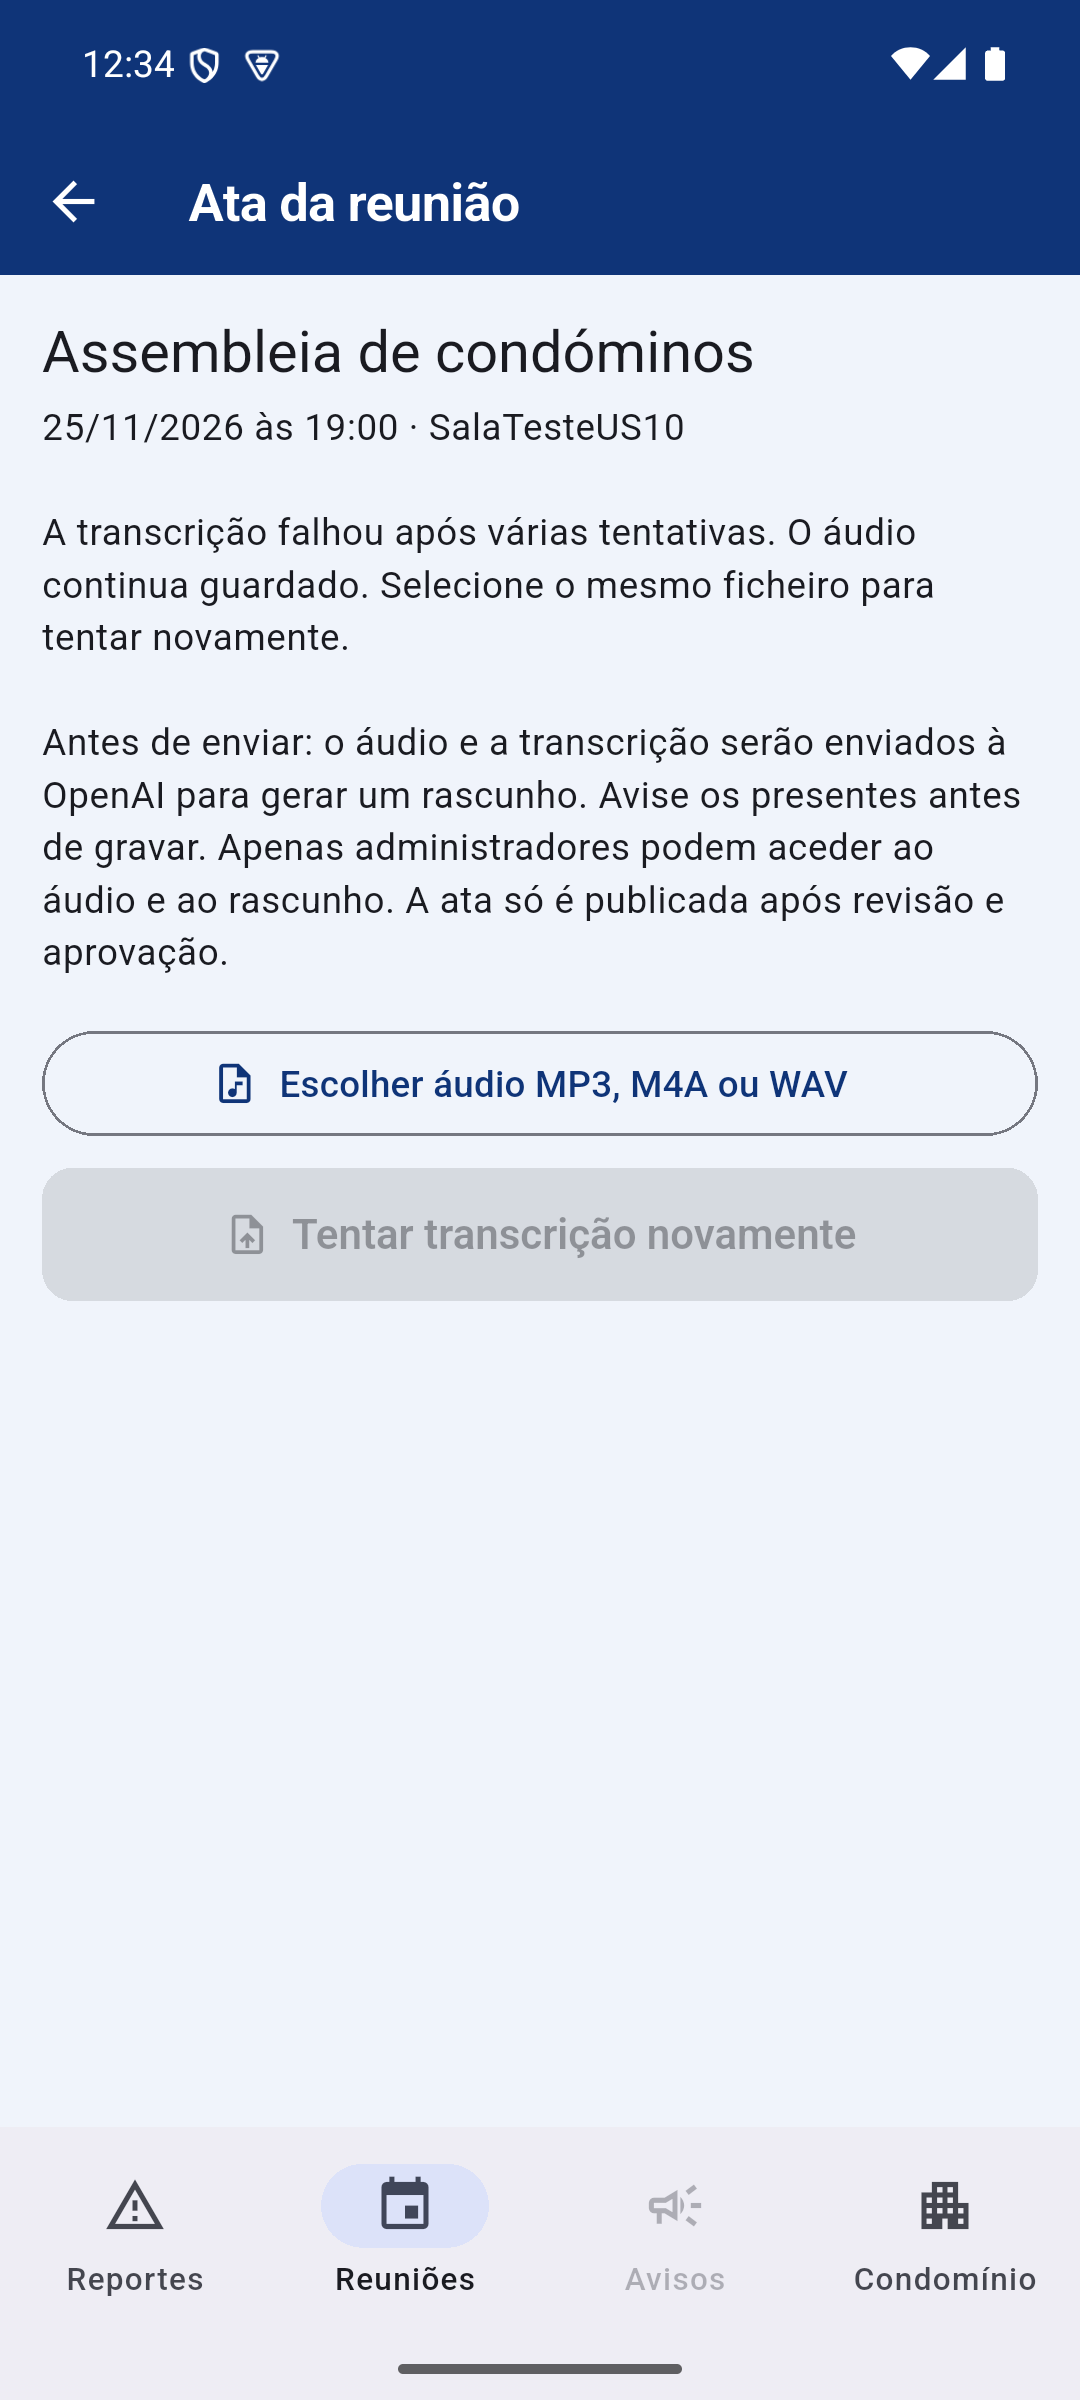 12:34
Ata da reunião
Assembleia de condóminos
25/11/2026 às 19:00 · SalaTesteUS10
A transcrição falhou após várias tentativas. O áudio
continua guardado. Selecione o mesmo ficheiro para
tentar novamente.
Antes de enviar: o áudio e a transcrição serão enviados à
OpenAI para gerar um rascunho. Avise os presentes antes
de gravar. Apenas administradores podem aceder ao
áudio e ao rascunho. A ata só é publicada após revisão e
aprovação.
Escolher áudio MP3, M4A ou WAV
Tentar transcrição novamente
Reportes
Reuniões
Avisos
Condomínio